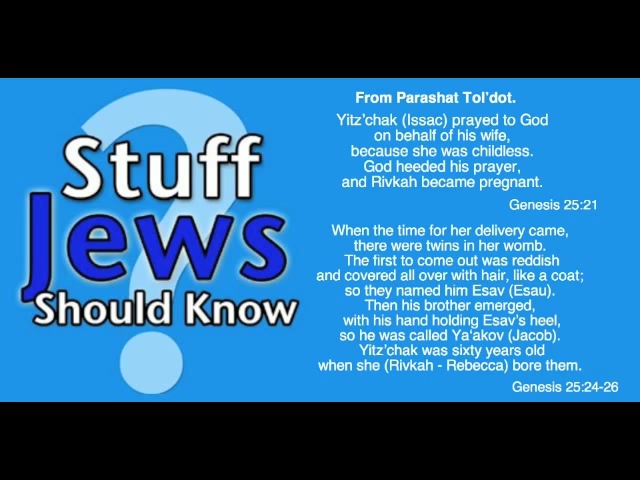 Stuff
Jews
Should Know
From Parashat Tol'dot.
Yitz'chak (Issac) prayed to God
on behalf of his wife,
because she was childless.
God heeded his prayer,
and Rivkah became pregnant.
Genesis 25:21
When the time for her delivery came,
there were twins in her womb.
The first to come out was reddish
and covered all over with hair, like a coat;
so they named him Esav (Esau).
Then his brother emerged,
with his hand holding Esav's heel,
so he was called Ya'akov (Jacob).
Yitz'chak was sixty years old
when she (Rivkah - Rebecca) bore them.
Genesis 25:24-26